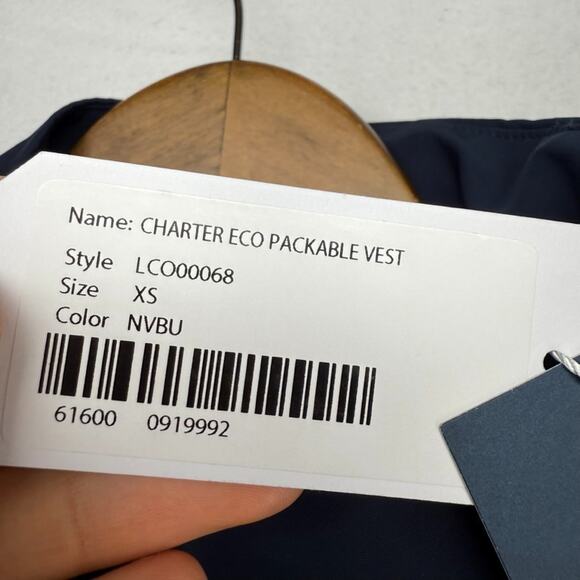 Name: CHARTER ECO PACKABLE VEST
Style LCO00068
Size XS
Color NVBU
61600 0919992